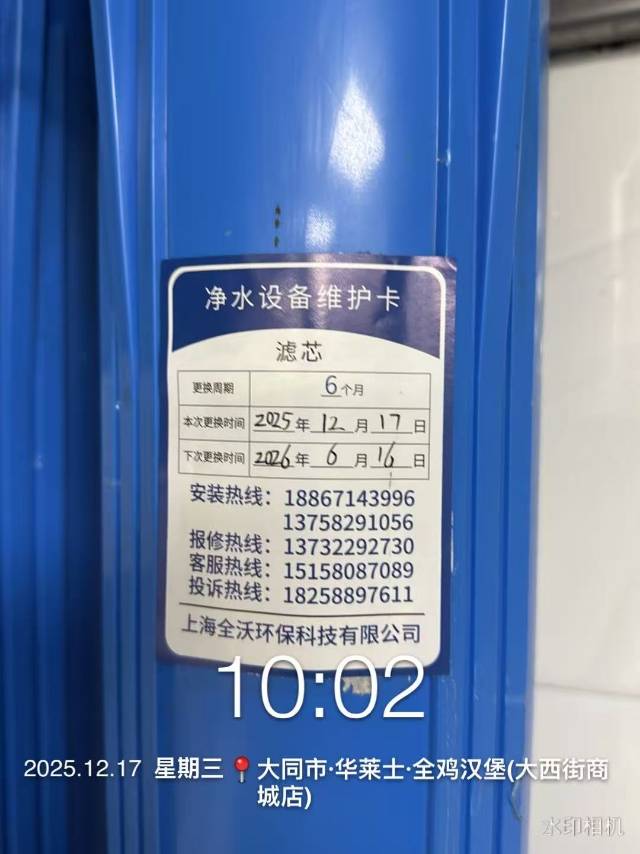 净水设备维护卡
滤芯
更换周期 6个月
本次更换时间 2025年12月17日
下次更换时间 2026年6月16日
安装热线：18867143996
13758291056
报修热线：13732292730
客服热线：15158087089
投诉热线：18258897611
上海全沃环保科技有限公司
10:02
2025.12.17 星期三 大同市·华莱士·全鸡汉堡(大西街商
城店)
水印相机